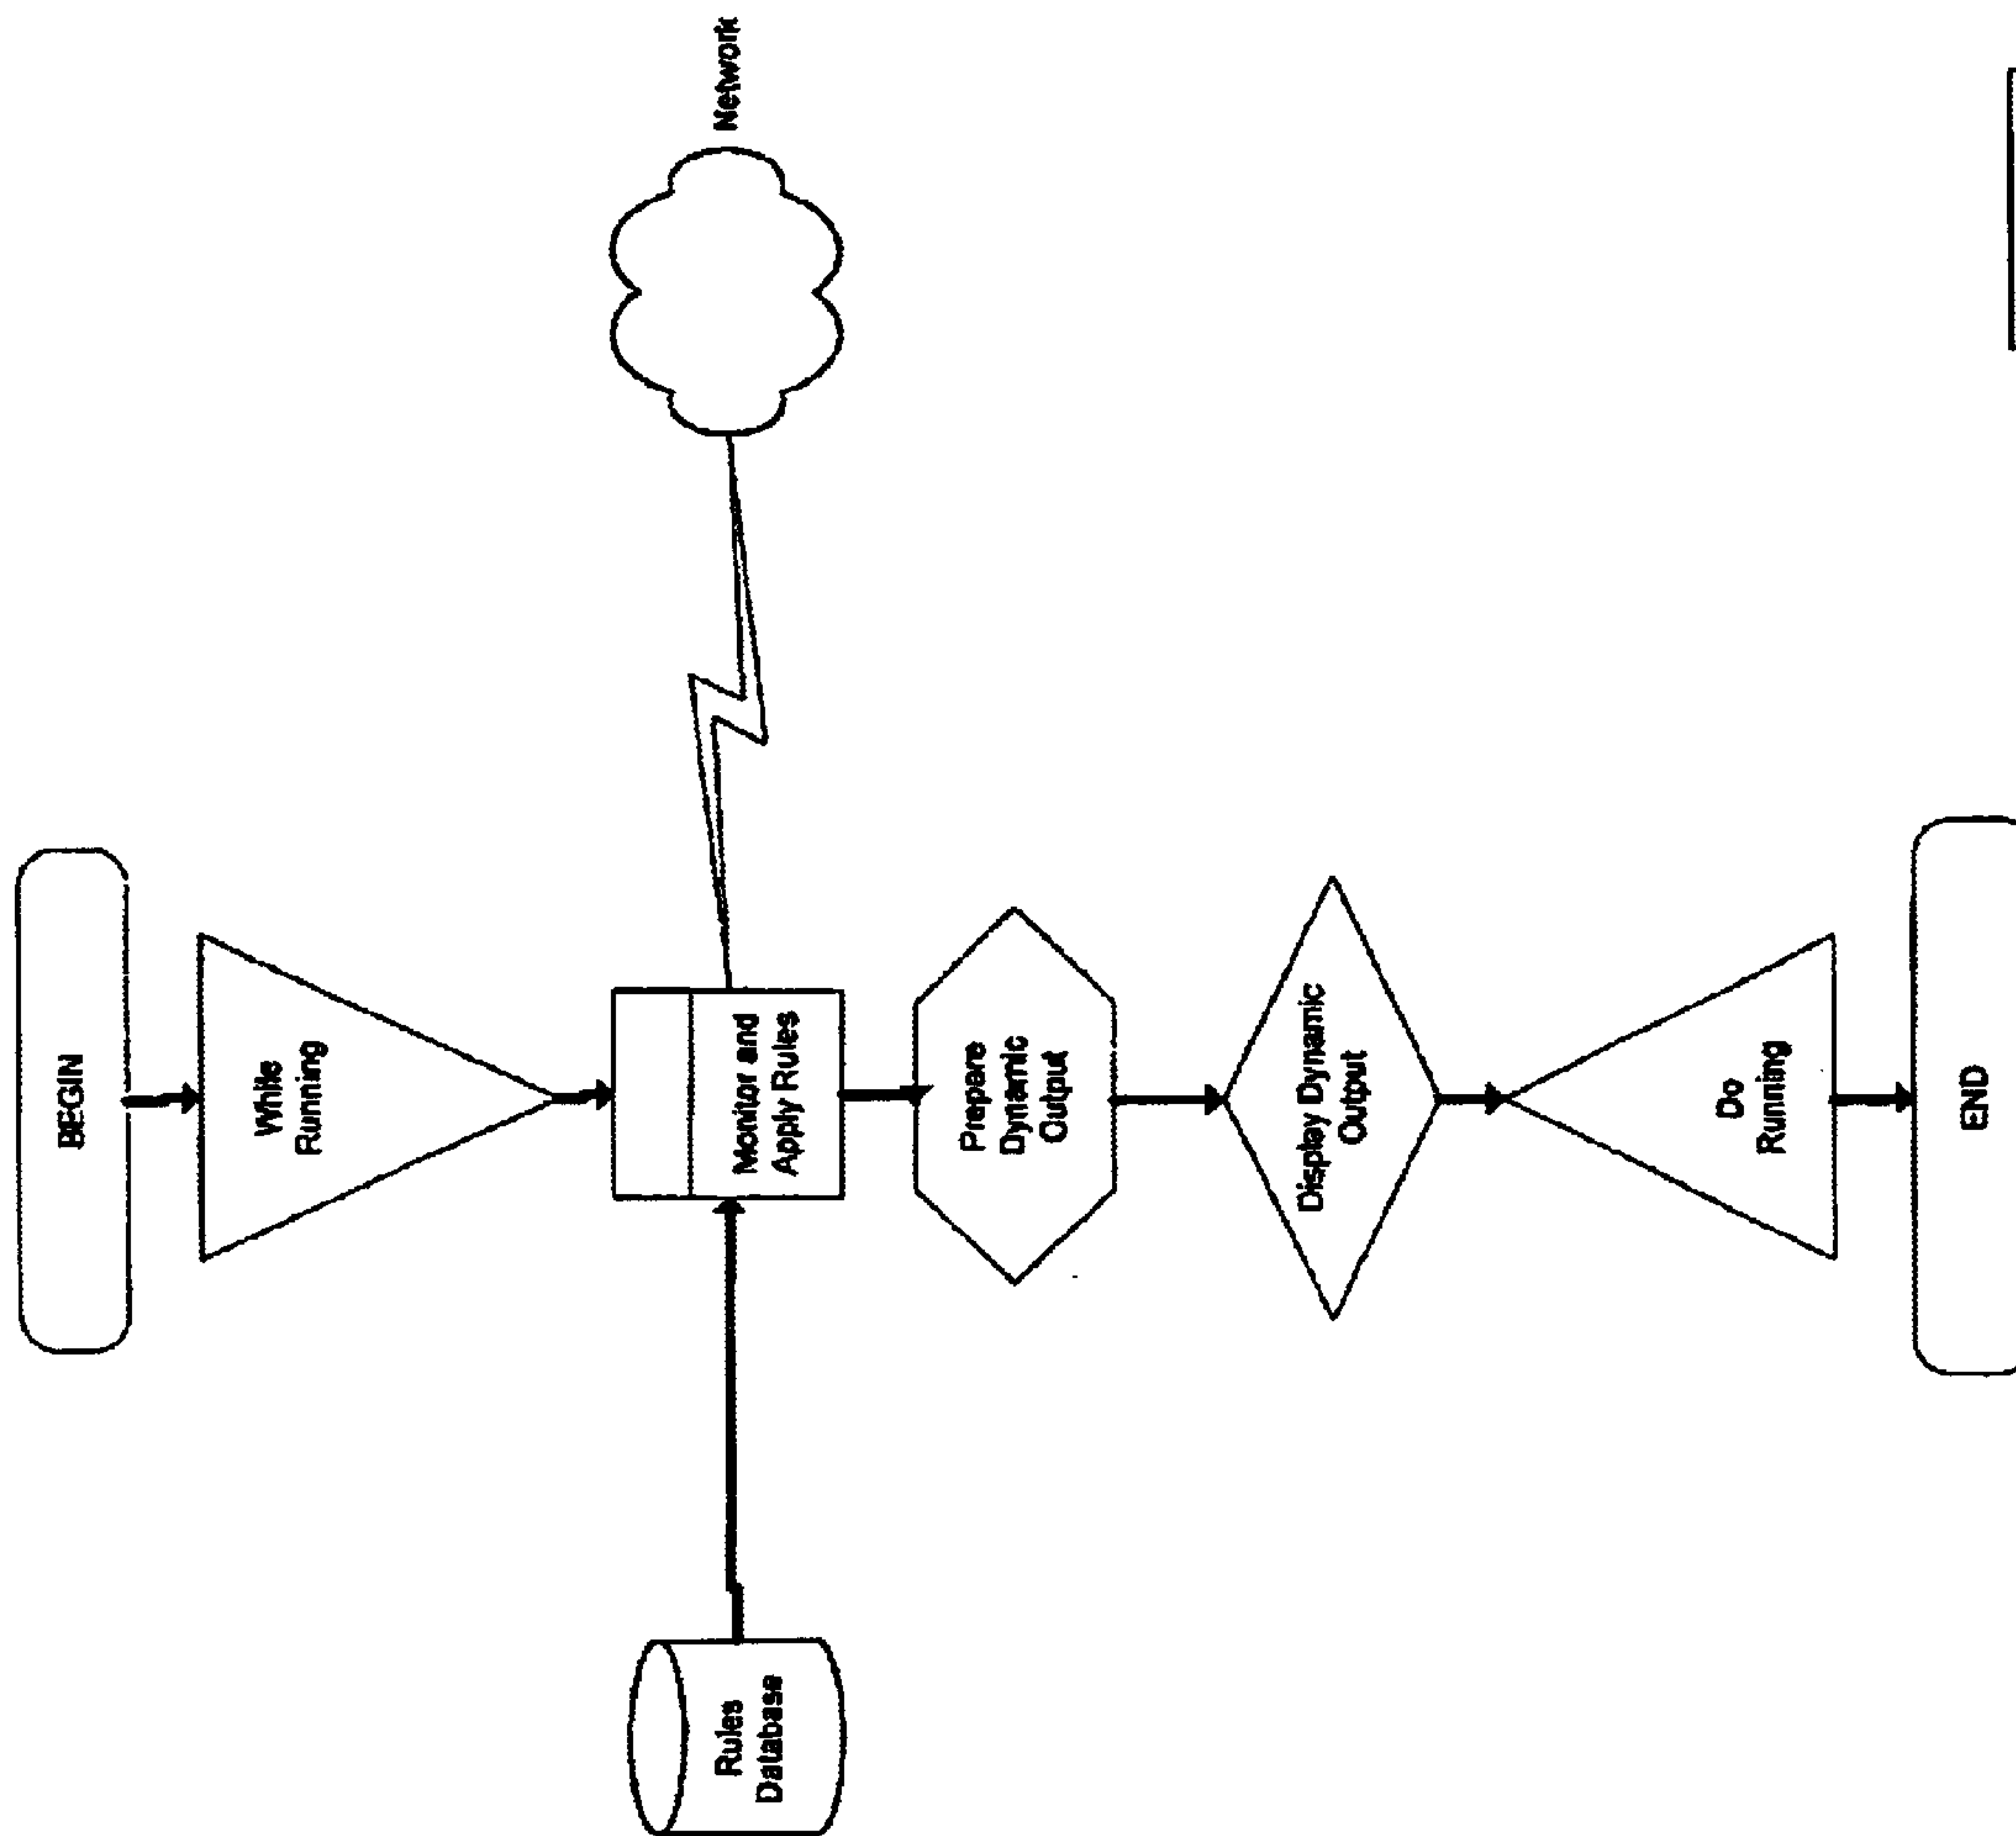 BEGIN
While
Running
Network
Monitor and
Apply Rules
Rules
Database
Prepare
Dynamic
Output
Display Dynamic
Output
Do
Running
END